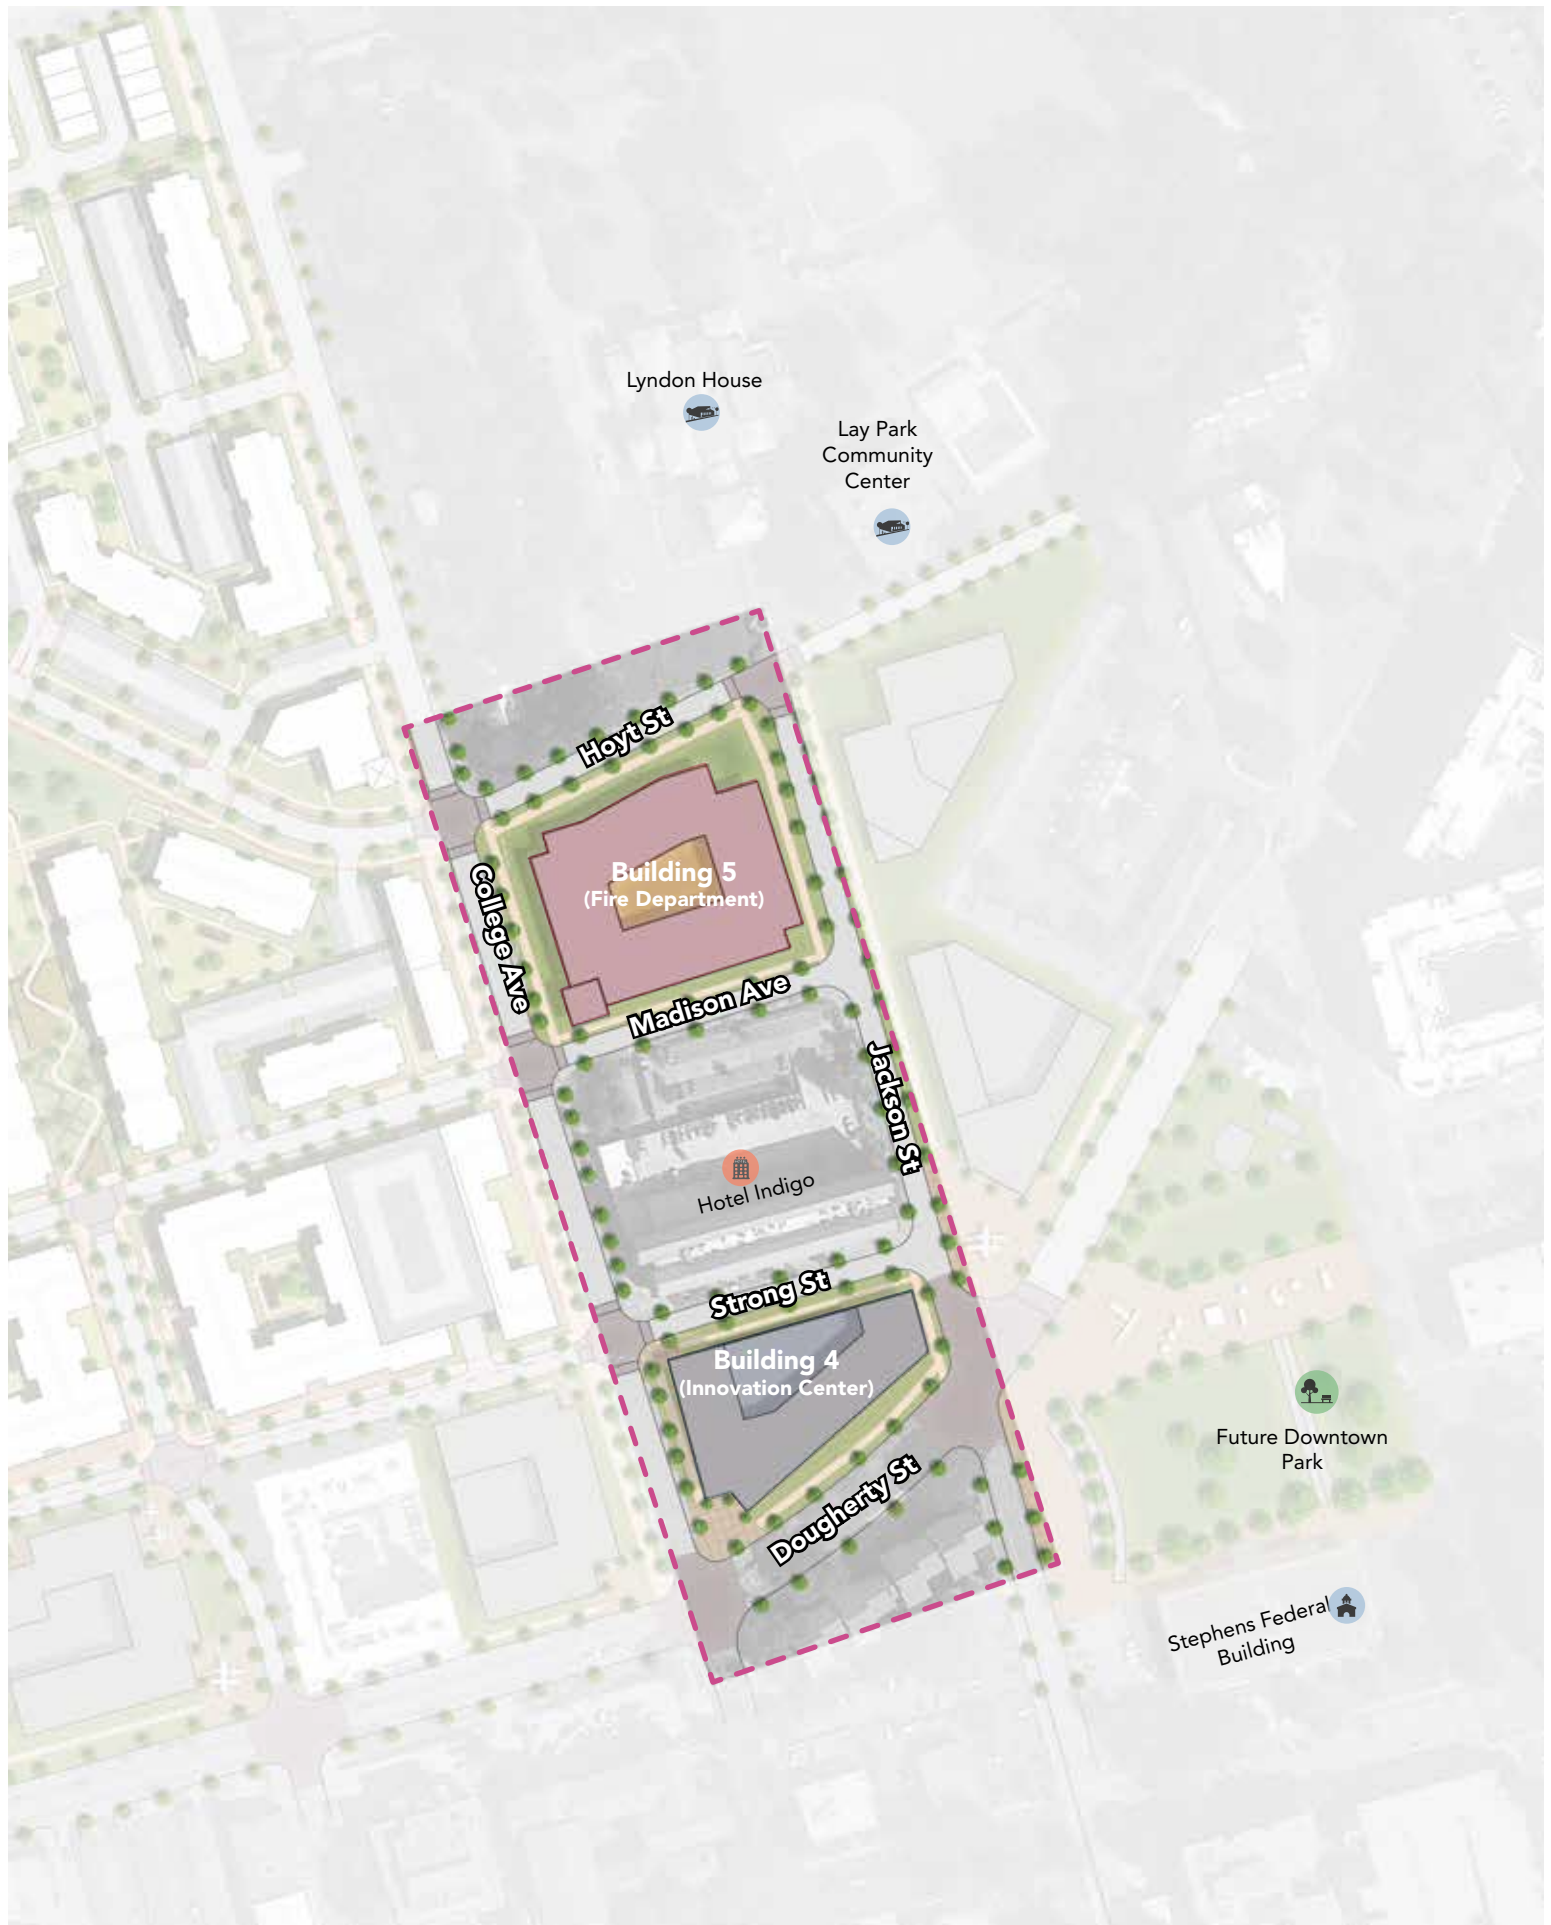 Lyndon House
Lay Park
Community
Center
Hoyt St
Building 5
(Fire Department)
College Ave
Madison Ave
Jackson St
Hotel Indigo
Strong St
Building 4
(Innovation Center)
Future Downtown
Park
Dougherty St
Stephens Federal
Building